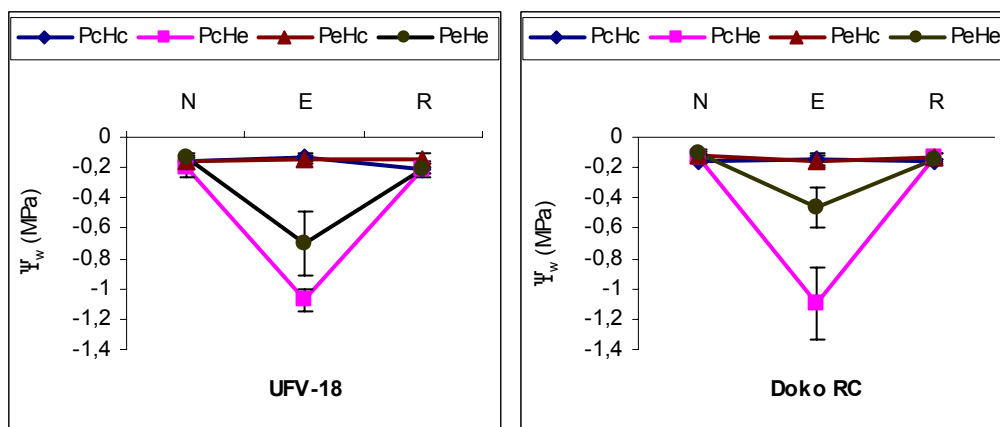 PcHc PcHe PeHc PeHe
N E R
0
-0,2
-0,4
-0,6
-0,8
-1
-1,2
-1,4
Ψw (MPa)
UFV-18
PcHc PcHe PeHc PeHe
N E R
0
-0,2
-0,4
-0,6
-0,8
-1
-1,2
-1,4
Ψw (MPa)
Doko RC